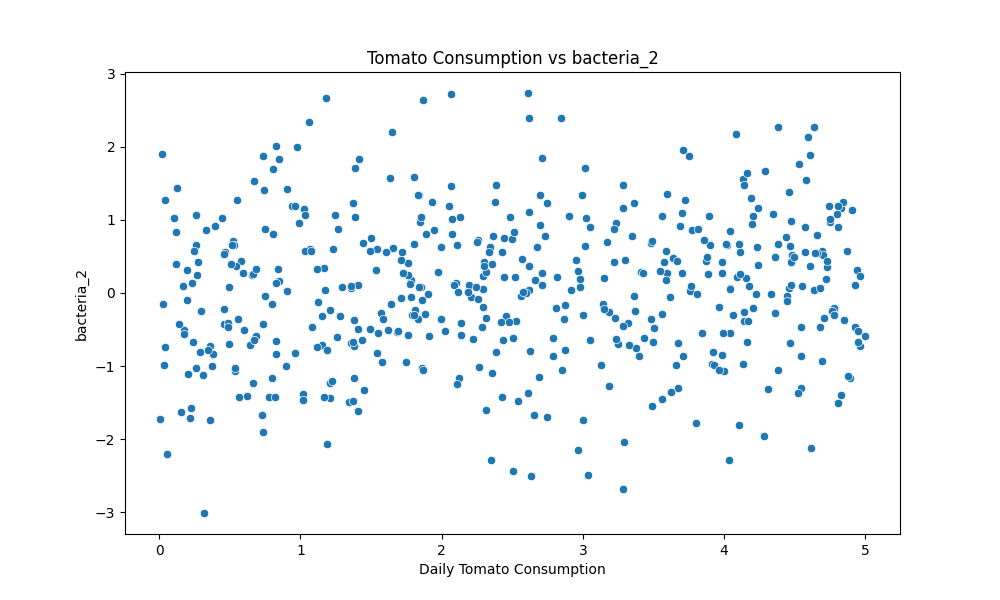 Tomato Consumption vs bacteria_2
3
2
1
0
−1
−2
−3
bacteria_2
0 1 2 3 4 5
Daily Tomato Consumption